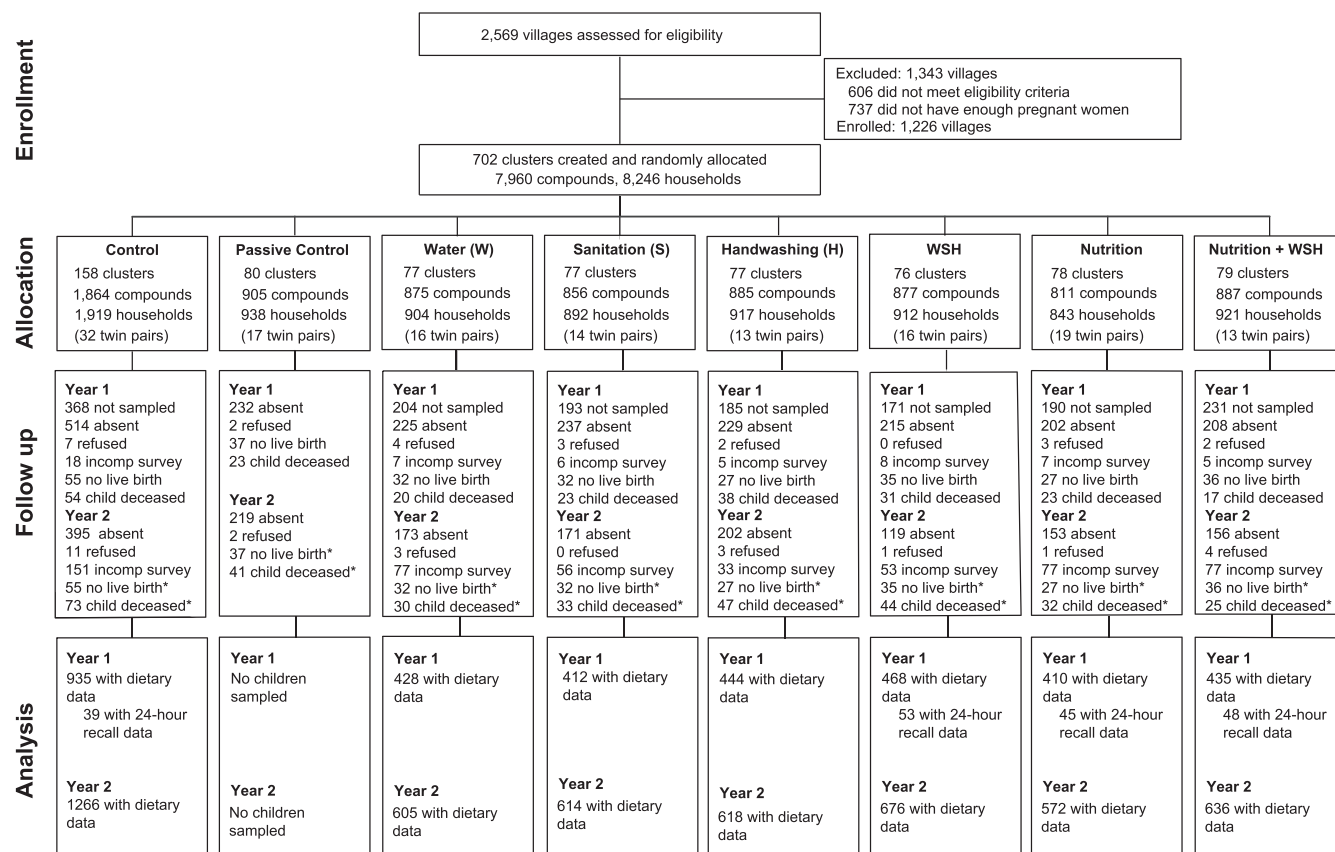 Enrollment
2,569 villages assessed for eligibility
Excluded: 1,343 villages
606 did not meet eligibility criteria
737 did not have enough pregnant women
Enrolled: 1,226 villages
702 clusters created and randomly allocated
7,960 compounds, 8,246 households
Allocation
Control
158 clusters
1,864 compounds
1,919 households
(32 twin pairs)
Passive Control
80 clusters
905 compounds
938 households
(17 twin pairs)
Water (W)
77 clusters
875 compounds
904 households
(16 twin pairs)
Sanitation (S)
77 clusters
856 compounds
892 households
(14 twin pairs)
Handwashing (H)
77 clusters
885 compounds
917 households
(13 twin pairs)
WSH
76 clusters
877 compounds
912 households
(16 twin pairs)
Nutrition
78 clusters
811 compounds
843 households
(19 twin pairs)
Nutrition + WSH
79 clusters
887 compounds
921 households
(13 twin pairs)
Follow up
Year 1
368 not sampled
514 absent
7 refused
18 incomp survey
55 no live birth
54 child deceased
Year 2
395 absent
11 refused
151 incomp survey
55 no live birth*
73 child deceased*
Year 1
232 absent
2 refused
37 no live birth
23 child deceased
Year 2
219 absent
2 refused
37 no live birth*
41 child deceased*
Year 1
204 not sampled
225 absent
4 refused
7 incomp survey
32 no live birth
20 child deceased
Year 2
173 absent
3 refused
77 incomp survey
32 no live birth*
30 child deceased*
Year 1
193 not sampled
237 absent
3 refused
6 incomp survey
32 no live birth
23 child deceased
Year 2
171 absent
0 refused
56 incomp survey
32 no live birth*
33 child deceased*
Year 1
185 not sampled
229 absent
2 refused
5 incomp survey
27 no live birth
38 child deceased
Year 2
202 absent
3 refused
33 incomp survey
27 no live birth*
47 child deceased*
Year 1
171 not sampled
215 absent
0 refused
8 incomp survey
35 no live birth
31 child deceased
Year 2
119 absent
1 refused
53 incomp survey
35 no live birth*
44 child deceased*
Year 1
190 not sampled
202 absent
3 refused
7 incomp survey
27 no live birth
23 child deceased
Year 2
153 absent
1 refused
77 incomp survey
27 no live birth*
32 child deceased*
Year 1
231 not sampled
208 absent
2 refused
5 incomp survey
36 no live birth
17 child deceased
Year 2
156 absent
4 refused
77 incomp survey
36 no live birth*
25 child deceased*
Analysis
Year 1
935 with dietary
data
39 with 24-hour
recall data
Year 2
1266 with dietary
data
Year 1
No children
sampled
Year 2
No children
sampled
Year 1
428 with dietary
data
Year 2
605 with dietary
data
Year 1
412 with dietary
data
Year 2
614 with dietary
data
Year 1
444 with dietary
data
Year 2
618 with dietary
data
Year 1
468 with dietary
data
53 with 24-hour
recall data
Year 2
676 with dietary
data
Year 1
410 with dietary
data
45 with 24-hour
recall data
Year 2
572 with dietary
data
Year 1
435 with dietary
data
48 with 24-hour
recall data
Year 2
636 with dietary
data